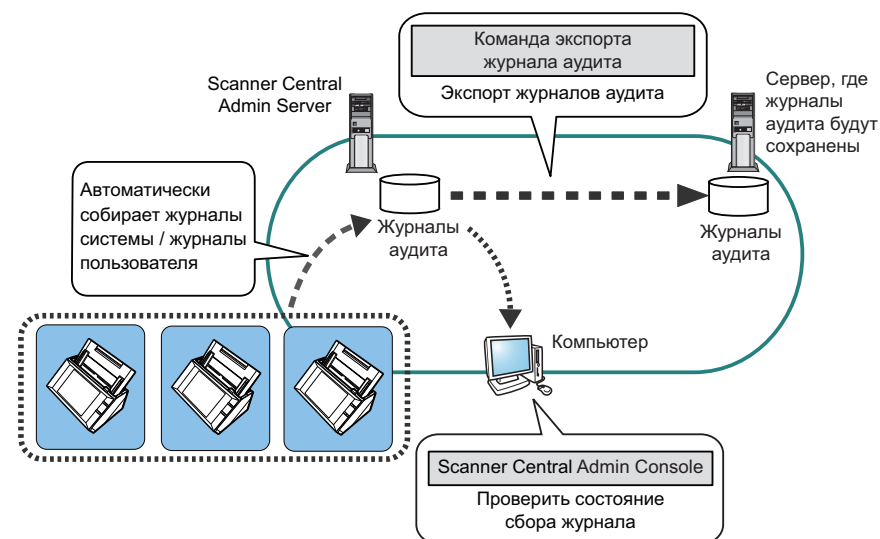 Команда экспорта
журнала аудита
Экспорт журналов аудита
Scanner Central
Admin Server
Сервер, где
журналы
аудита будут
сохранены
Автоматически
собирает журналы
системы / журналы
пользователя
Журналы
аудита
Журналы
аудита
Компьютер
Scanner Central Admin Console
Проверить состояние
сбора журнала